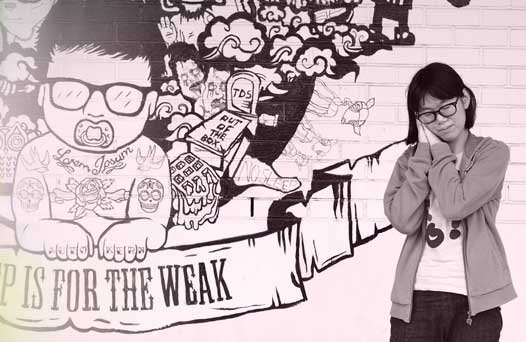 TDS
OUT OF
THE
BOX
Lorem Ipsum
P IS FOR THE WEAK